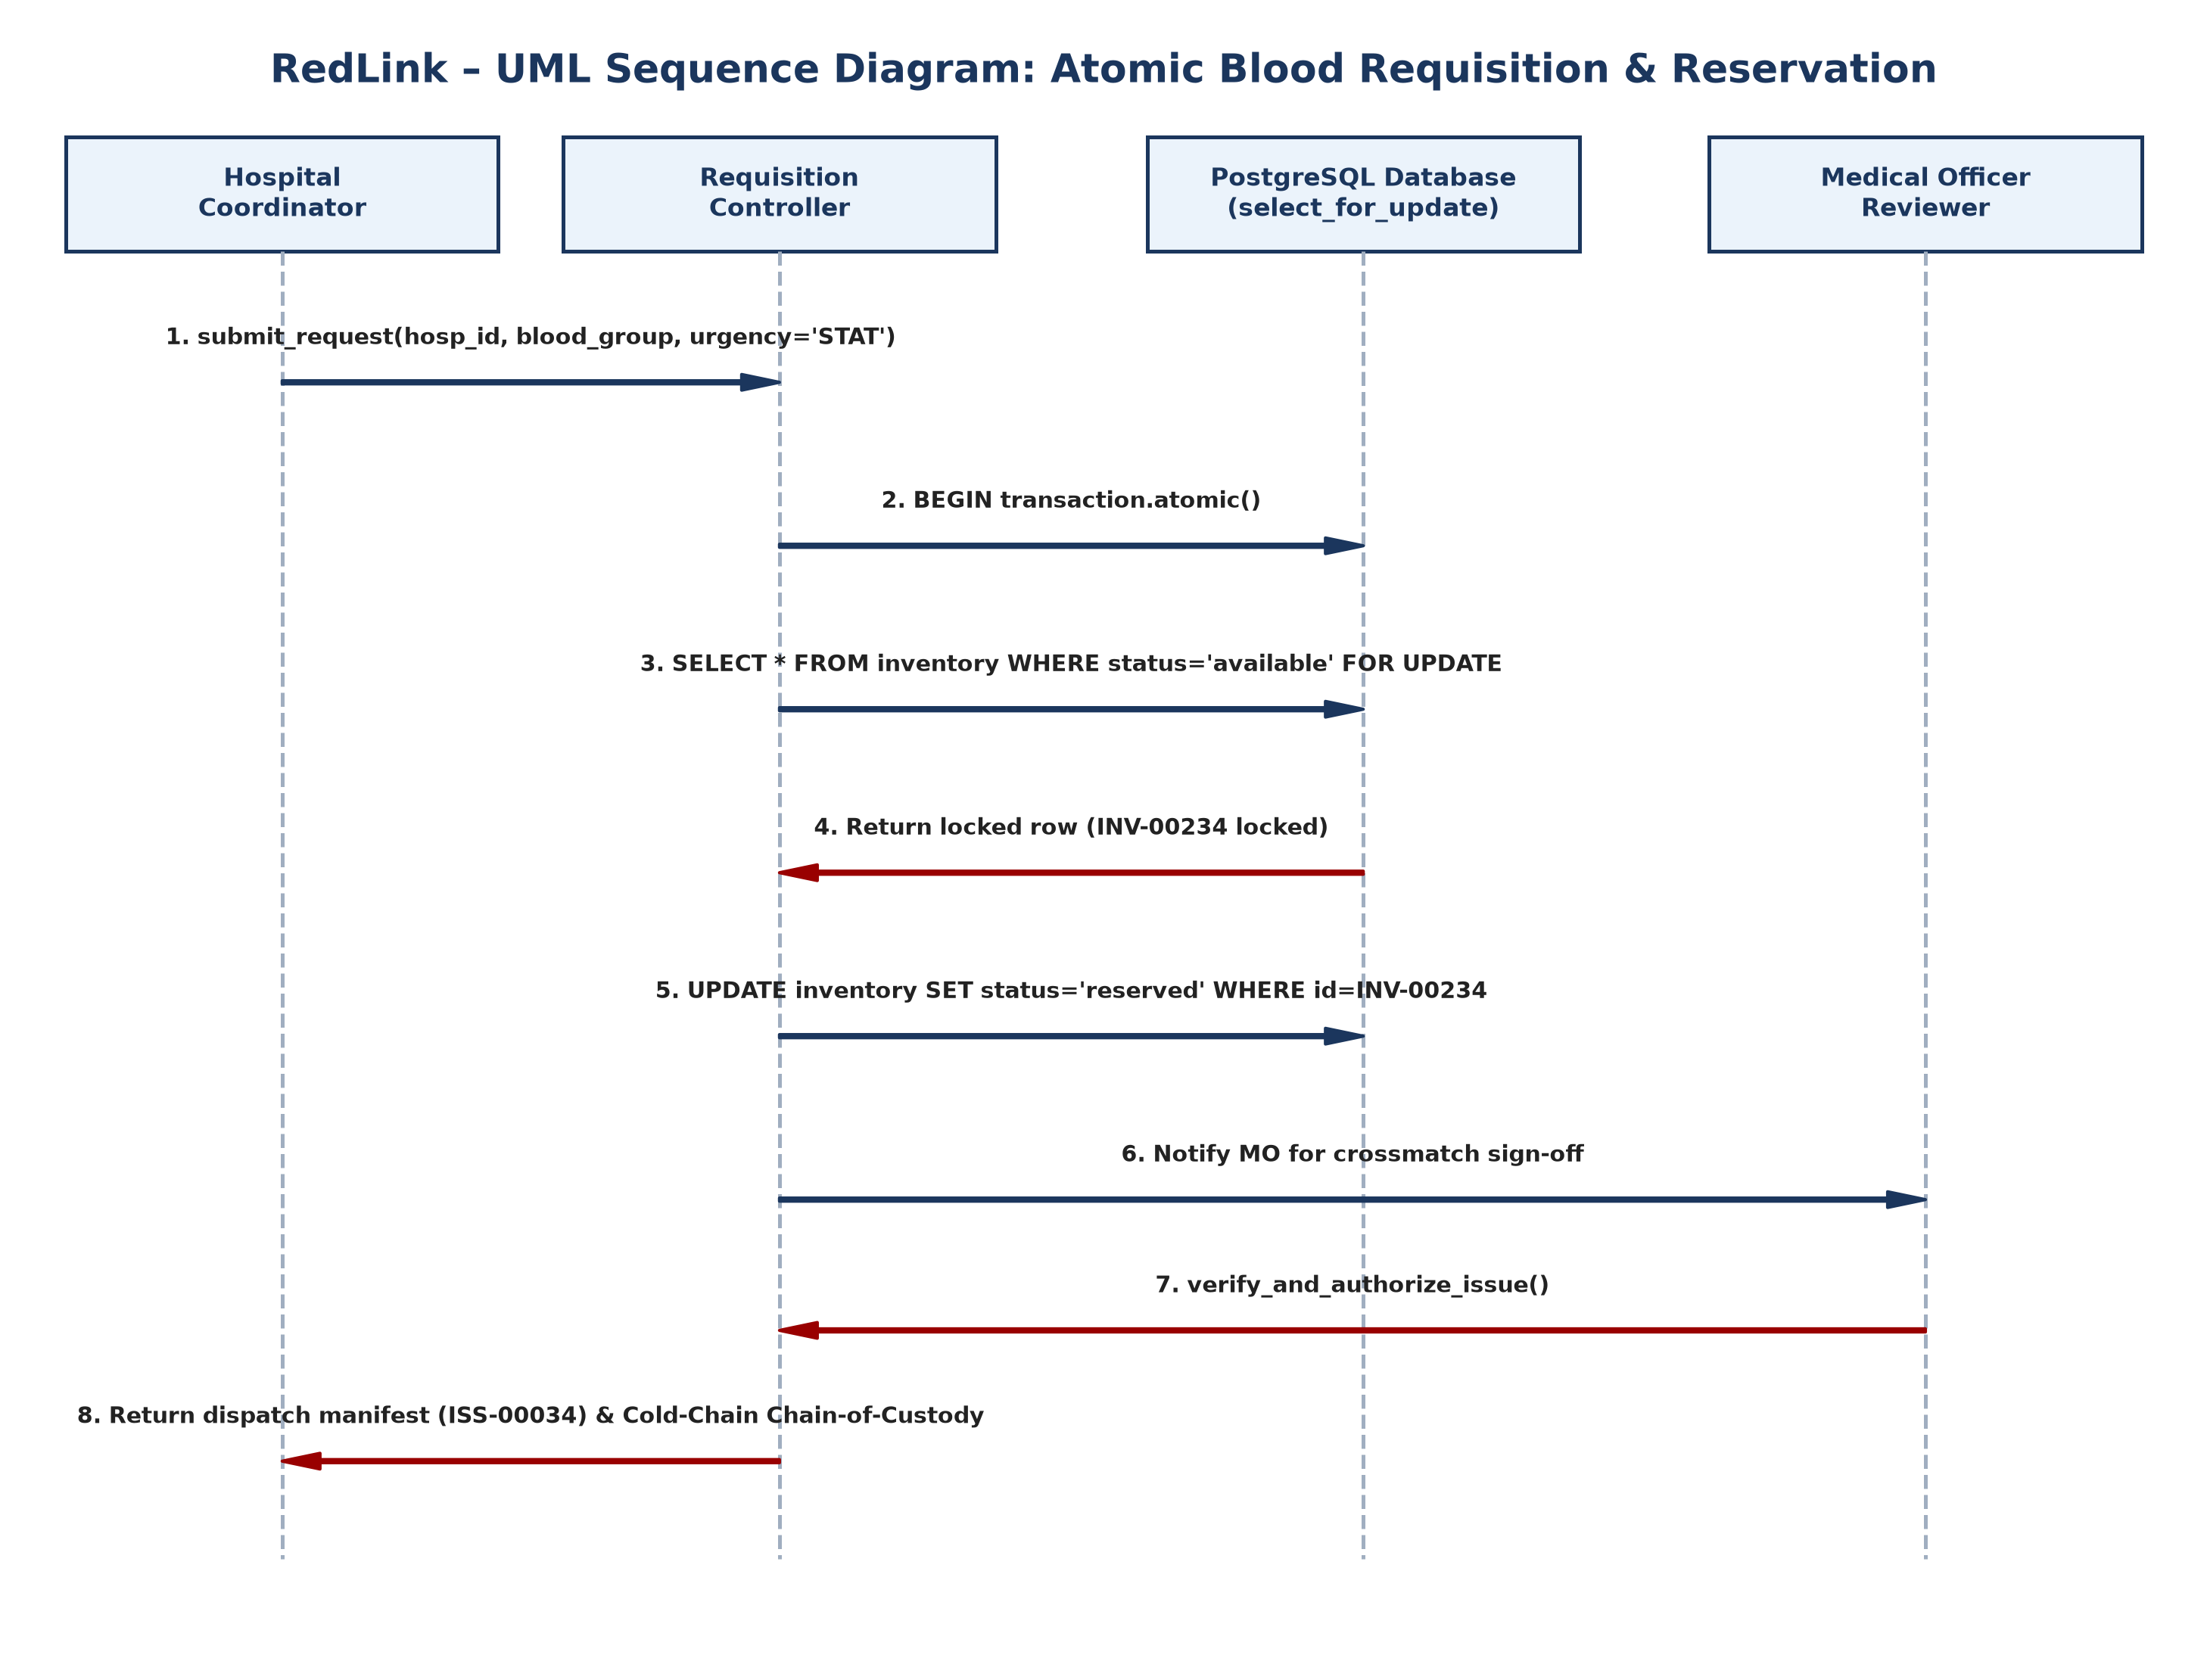 RedLink – UML Sequence Diagram: Atomic Blood Requisition & Reservation
Hospital
Coordinator
Requisition
Controller
PostgreSQL Database
(select_for_update)
Medical Officer
Reviewer
1. submit_request(hosp_id, blood_group, urgency='STAT')
2. BEGIN transaction.atomic()
3. SELECT * FROM inventory WHERE status='available' FOR UPDATE
4. Return locked row (INV-00234 locked)
5. UPDATE inventory SET status='reserved' WHERE id=INV-00234
6. Notify MO for crossmatch sign-off
7. verify_and_authorize_issue()
8. Return dispatch manifest (ISS-00034) & Cold-Chain Chain-of-Custody